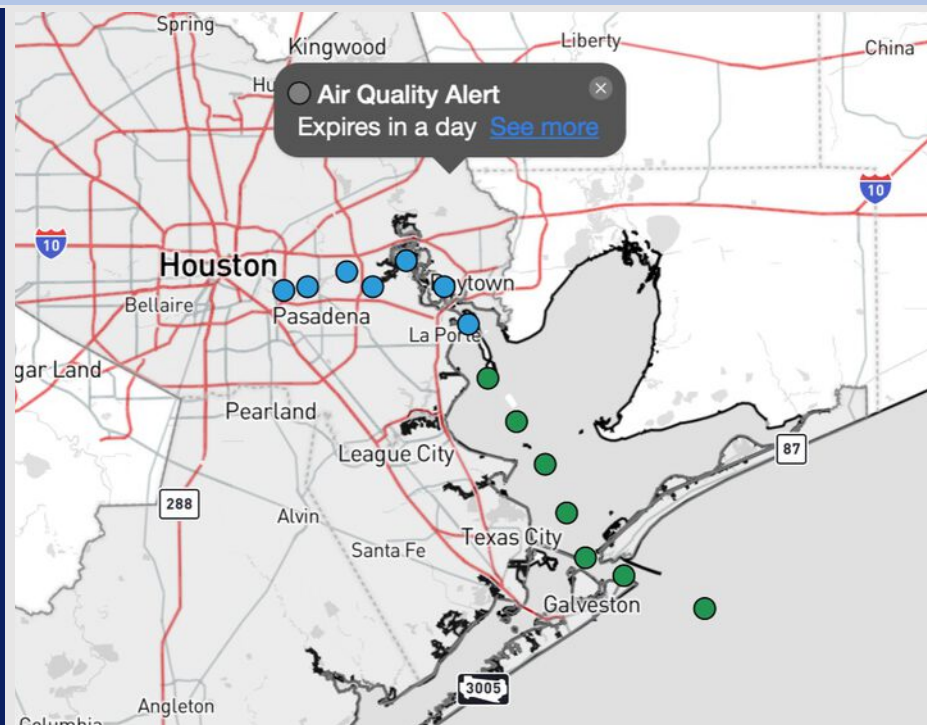 Spring
Kingwood
Liberty
China
Hu
Air Quality Alert
Expires in a day See more
10
10
Houston
Baytown
Bellaire
Pasadena
La Porte
gar Land
Pearland
87
League City
288
Alvin
Texas City
Santa Fe
Galveston
3005
Angleton
Columbia